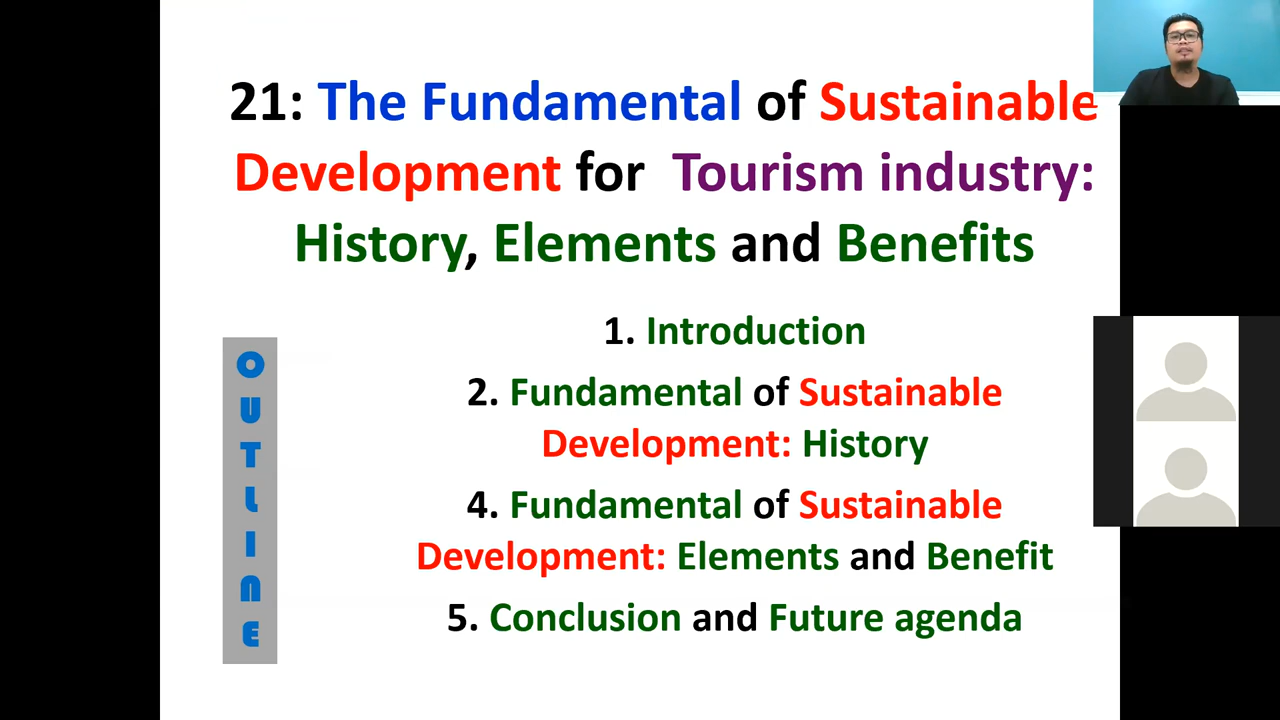 21: The Fundamental of Sustainable
Development for Tourism industry:
History, Elements and Benefits
OUTLINE
1. Introduction
2. Fundamental of Sustainable
Development: History
4. Fundamental of Sustainable
Development: Elements and Benefit
5. Conclusion and Future agenda